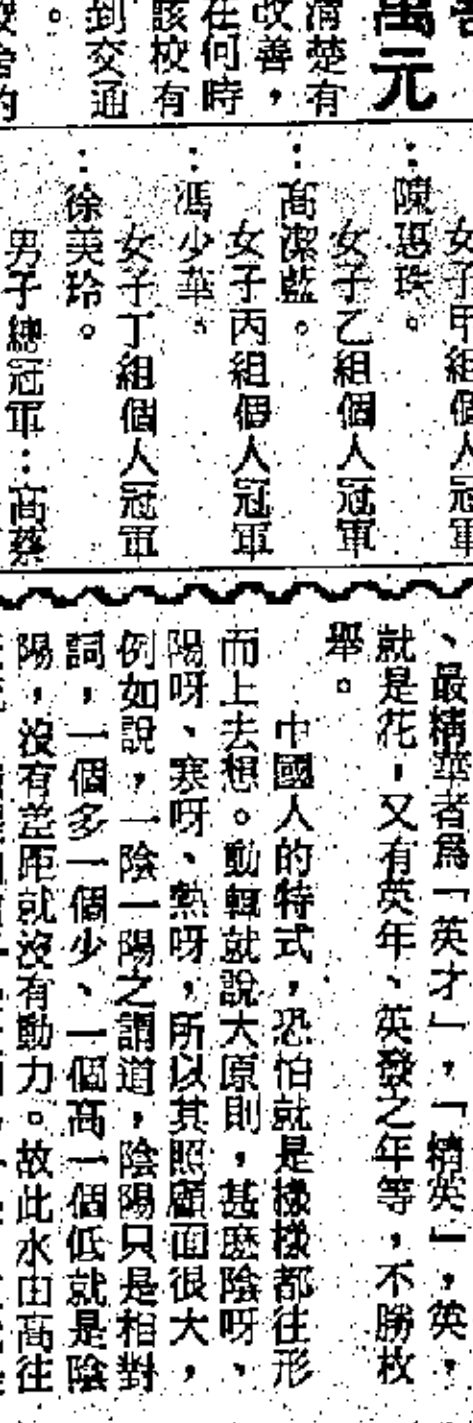 萬元
清楚有
改善，
任何時
該校有
到交通
。
女子甲組個人冠軍
：陳惠珠。
女子乙組個人冠軍
：高潔藍。
女子丙組個人冠軍
：馮少華。
女子丁組個人冠軍
：徐美玲。
男子總冠軍：高蔡
、最精華者爲「英才」，「精英」，英，
就是花，又有英年、英發之年等，不勝枚
舉。
中國人的特式，恐怕就是樣樣都往形
而上去想。動輒就說大原則，甚麽陰呀、
陽呀、寒呀、熱呀，所以其照顧面很大，
例如說，一陰一陽之謂道，陰陽只是相對
詞，一個多一個少、一個高一個低就是陰
陽，沒有差距就沒有動力。故此水由高往